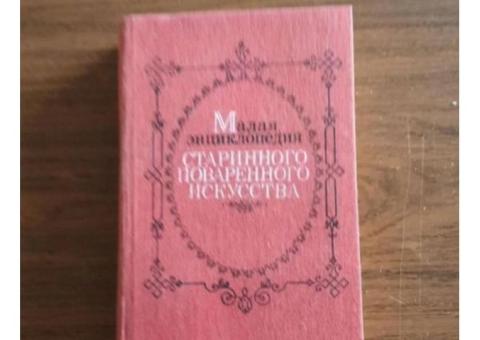 Малая
энциклопедия
СТАРИННОГО
ПОВАРЕННОГО
ИСКУССТВА